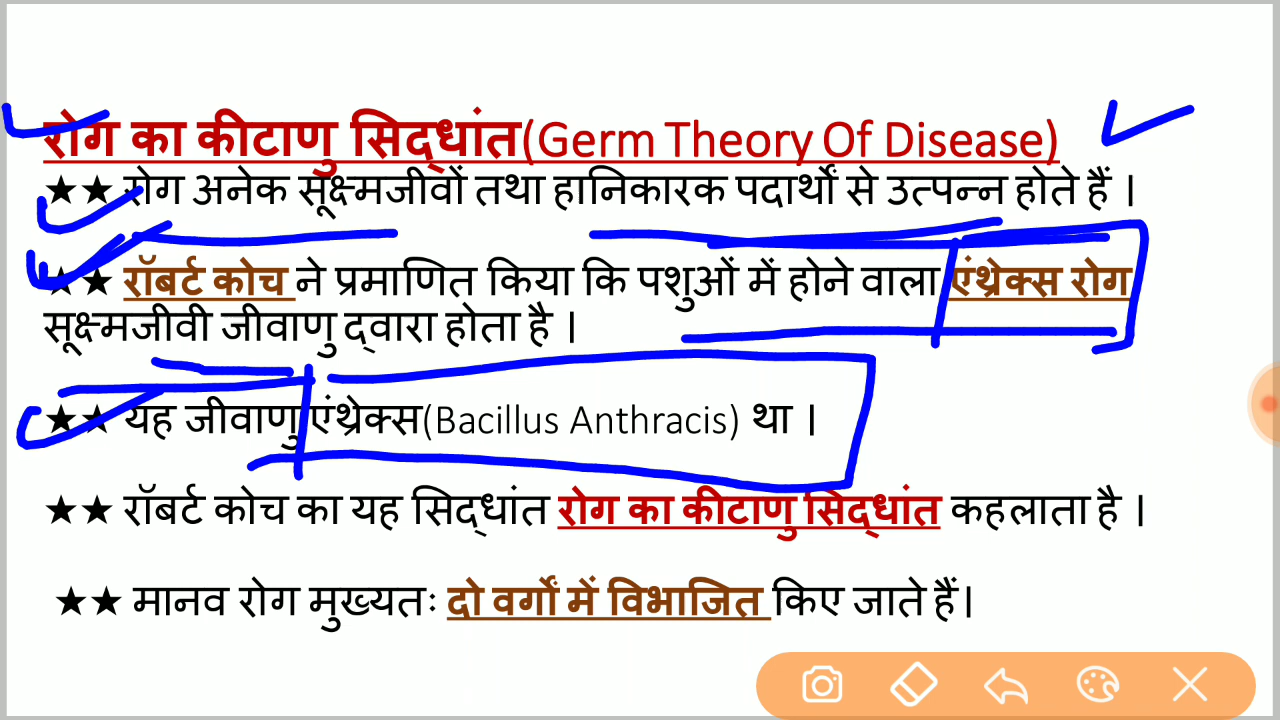 रोग का कीटाणु सिद्धांत(Germ Theory Of Disease)
★★ रोग अनेक सूक्ष्मजीवों तथा हानिकारक पदार्थों से उत्पन्न होते हैं ।
★★ रॉबर्ट कोच ने प्रमाणित किया कि पशुओं में होने वाला एंथ्रेक्स रोग
सूक्ष्मजीवी जीवाणु द्वारा होता है ।
★★ यह जीवाणु एंथ्रेक्स(Bacillus Anthracis) था ।
★★ रॉबर्ट कोच का यह सिद्धांत रोग का कीटाणु सिद्धांत कहलाता है ।
★★ मानव रोग मुख्यतः दो वर्गों में विभाजित किए जाते हैं।